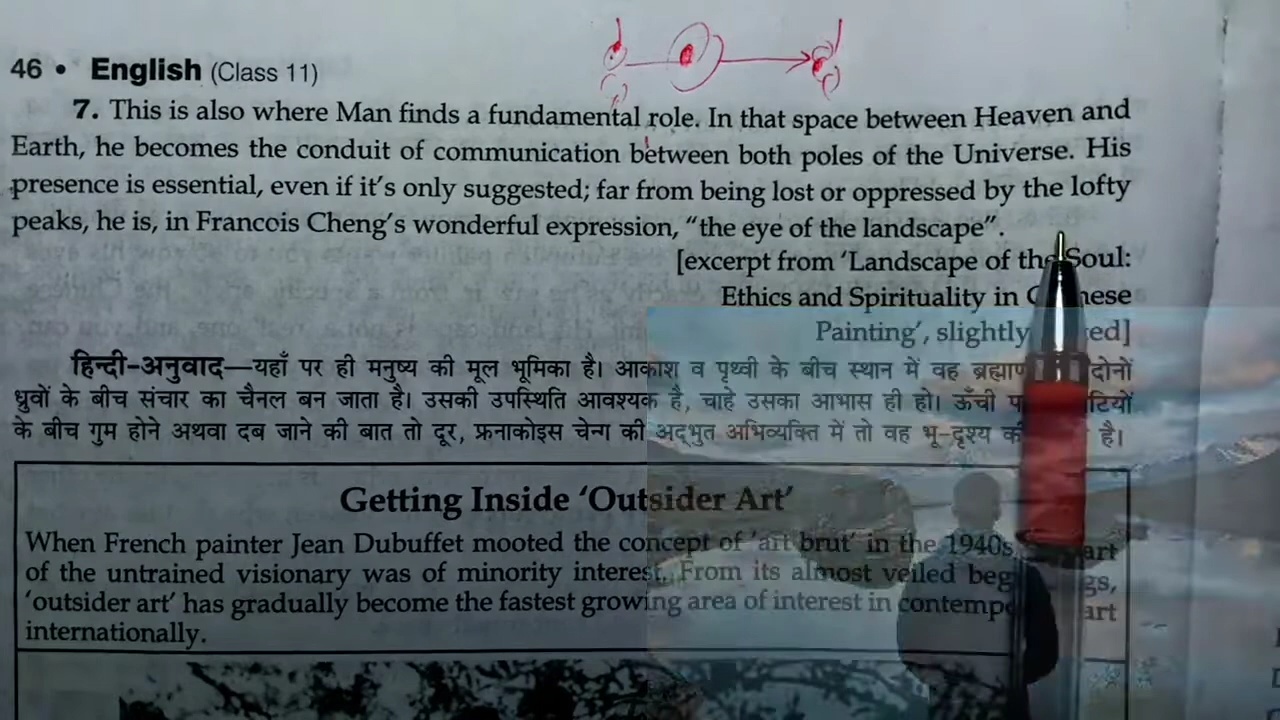 46 • English (Class 11)
7. This is also where Man finds a fundamental role. In that space between Heaven and
Earth, he becomes the conduit of communication between both poles of the Universe. His
presence is essential, even if it's only suggested; far from being lost or oppressed by the lofty
peaks, he is, in Francois Cheng's wonderful expression, “the eye of the landscape”.
[excerpt from ‘Landscape of the Soul:
Ethics and Spirituality in
Painting’, slightly
हिन्दी-अनुवाद—यहाँ पर ही मनुष्य की मूल भूमिका है। आकाश व पृथ्वी के बीच स्थान में वह दोनों
ध्रुवों के बीच संचार का चैनल बन जाता है। उसकी उपस्थिति आवश्यक है, चाहे उसका आभास ही हो। ऊँची
के बीच गुम होने अथवा दब जाने की बात तो दूर, फ्रनाकोइस चेन्ग की अद्भुत अभिव्यक्ति में तो वह भू-दृश्य है।
Getting Inside ‘Outsider Art’
When French painter Jean Dubuffet mooted the concept of ‘art brut’ in the 1940s, art
of the untrained visionary was of minority interest. From its almost veiled
‘outsider art’ has gradually become the fastest growing area of interest in art
internationally.